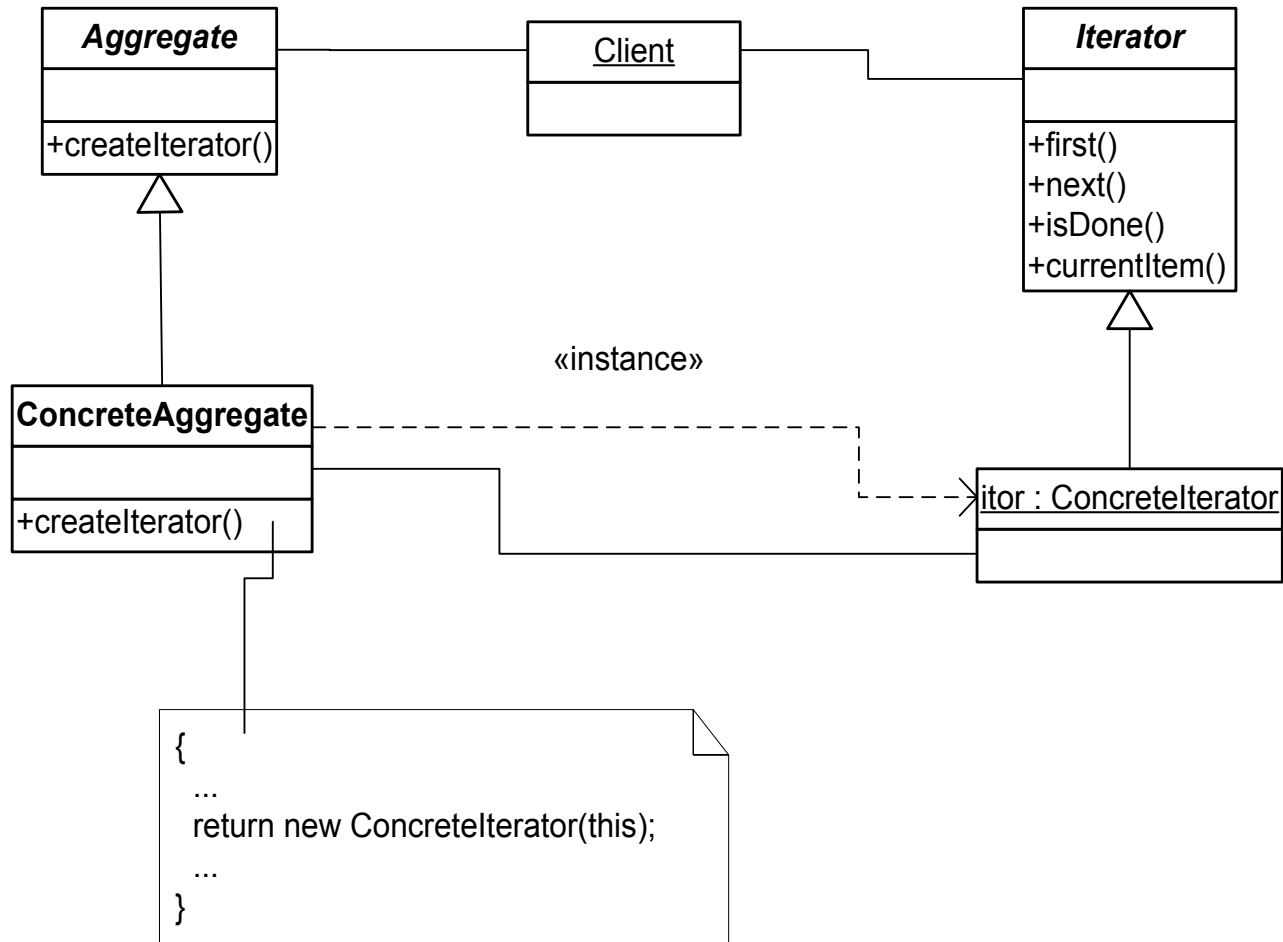 Aggregate
+createIterator()
Client
Iterator
+first()
+next()
+isDone()
+currentItem()
«instance»
ConcreteAggregate
+createIterator()
itor : ConcreteIterator
{
...
return new ConcreteIterator(this);
...
}